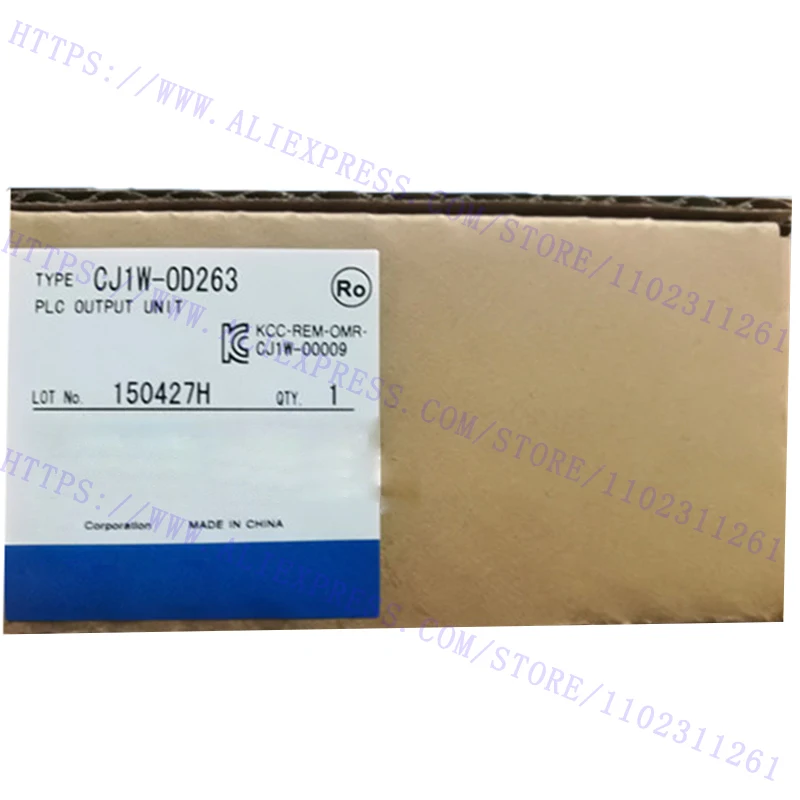 HTTPS://WWW.ALIEXPRESS.COM/STORE/1102311261
TYPE CJ1W-OD263
Ro
PLC OUTPUT UNIT
KCC-REM-OMR-
CJ1W-00009
LOT No. 150427H QTY. 1
HTTPS://WWW.ALIEXPRESS.COM/STORE/1102311261
Corporation MADE IN CHINA
HTTPS://WWW.ALIEXPRESS.COM/STORE/1102311261